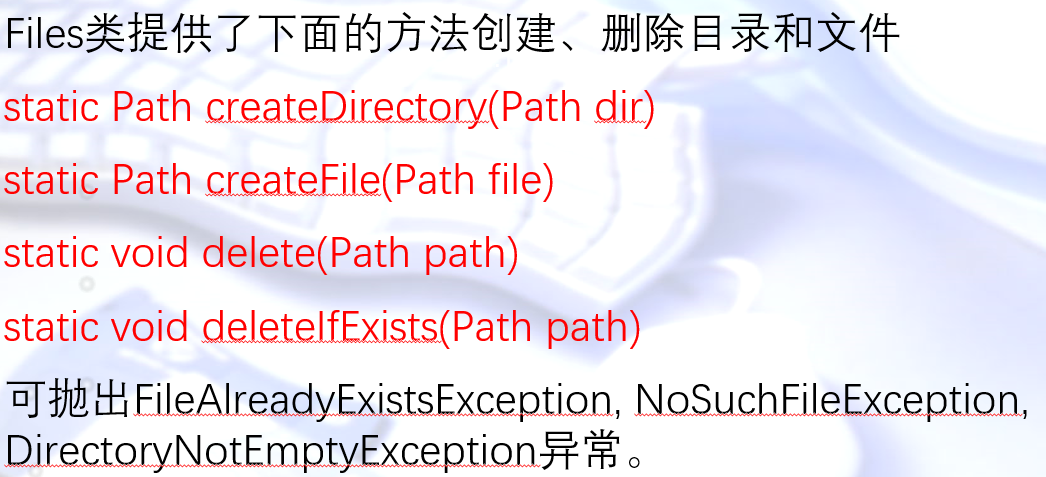 Files类提供了下面的方法创建、删除目录和文件
static Path createDirectory(Path dir)
static Path createFile(Path file)
static void delete(Path path)
static void deleteIfExists(Path path)
可抛出FileAlreadyExistsException, NoSuchFileException,
DirectoryNotEmptyException异常。